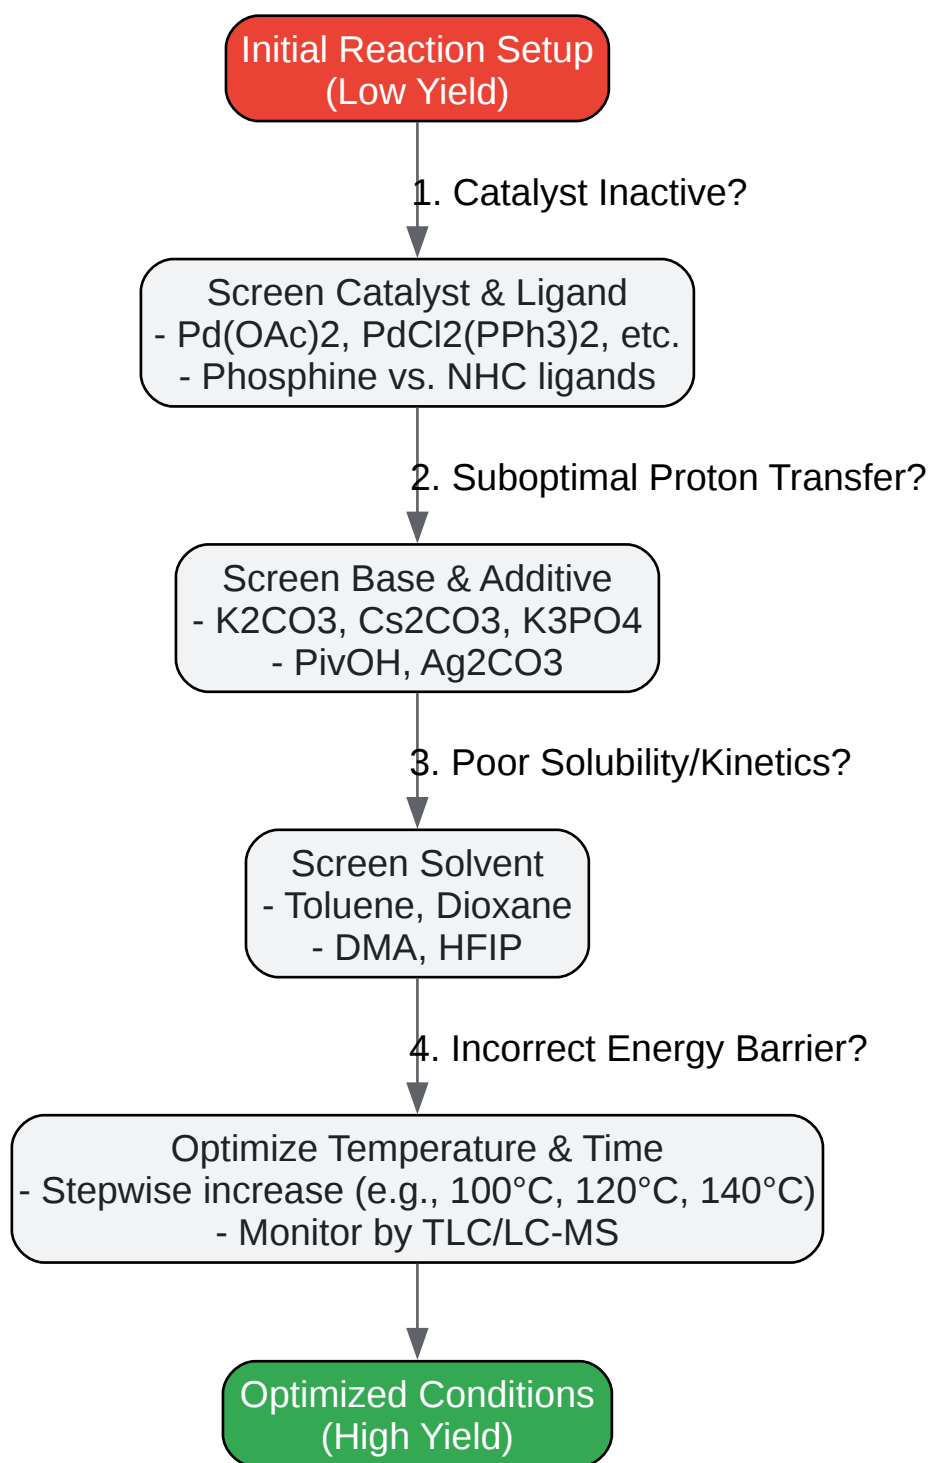 Initial Reaction Setup
(Low Yield)
1. Catalyst Inactive?
Screen Catalyst & Ligand
- Pd(OAc)2, PdCl2(PPh3)2, etc.
- Phosphine vs. NHC ligands
2. Suboptimal Proton Transfer?
Screen Base & Additive
- K2CO3, Cs2CO3, K3PO4
- PivOH, Ag2CO3
3. Poor Solubility/Kinetics?
Screen Solvent
- Toluene, Dioxane
- DMA, HFIP
4. Incorrect Energy Barrier?
Optimize Temperature & Time
- Stepwise increase (e.g., 100°C, 120°C, 140°C)
- Monitor by TLC/LC-MS
Optimized Conditions
(High Yield)